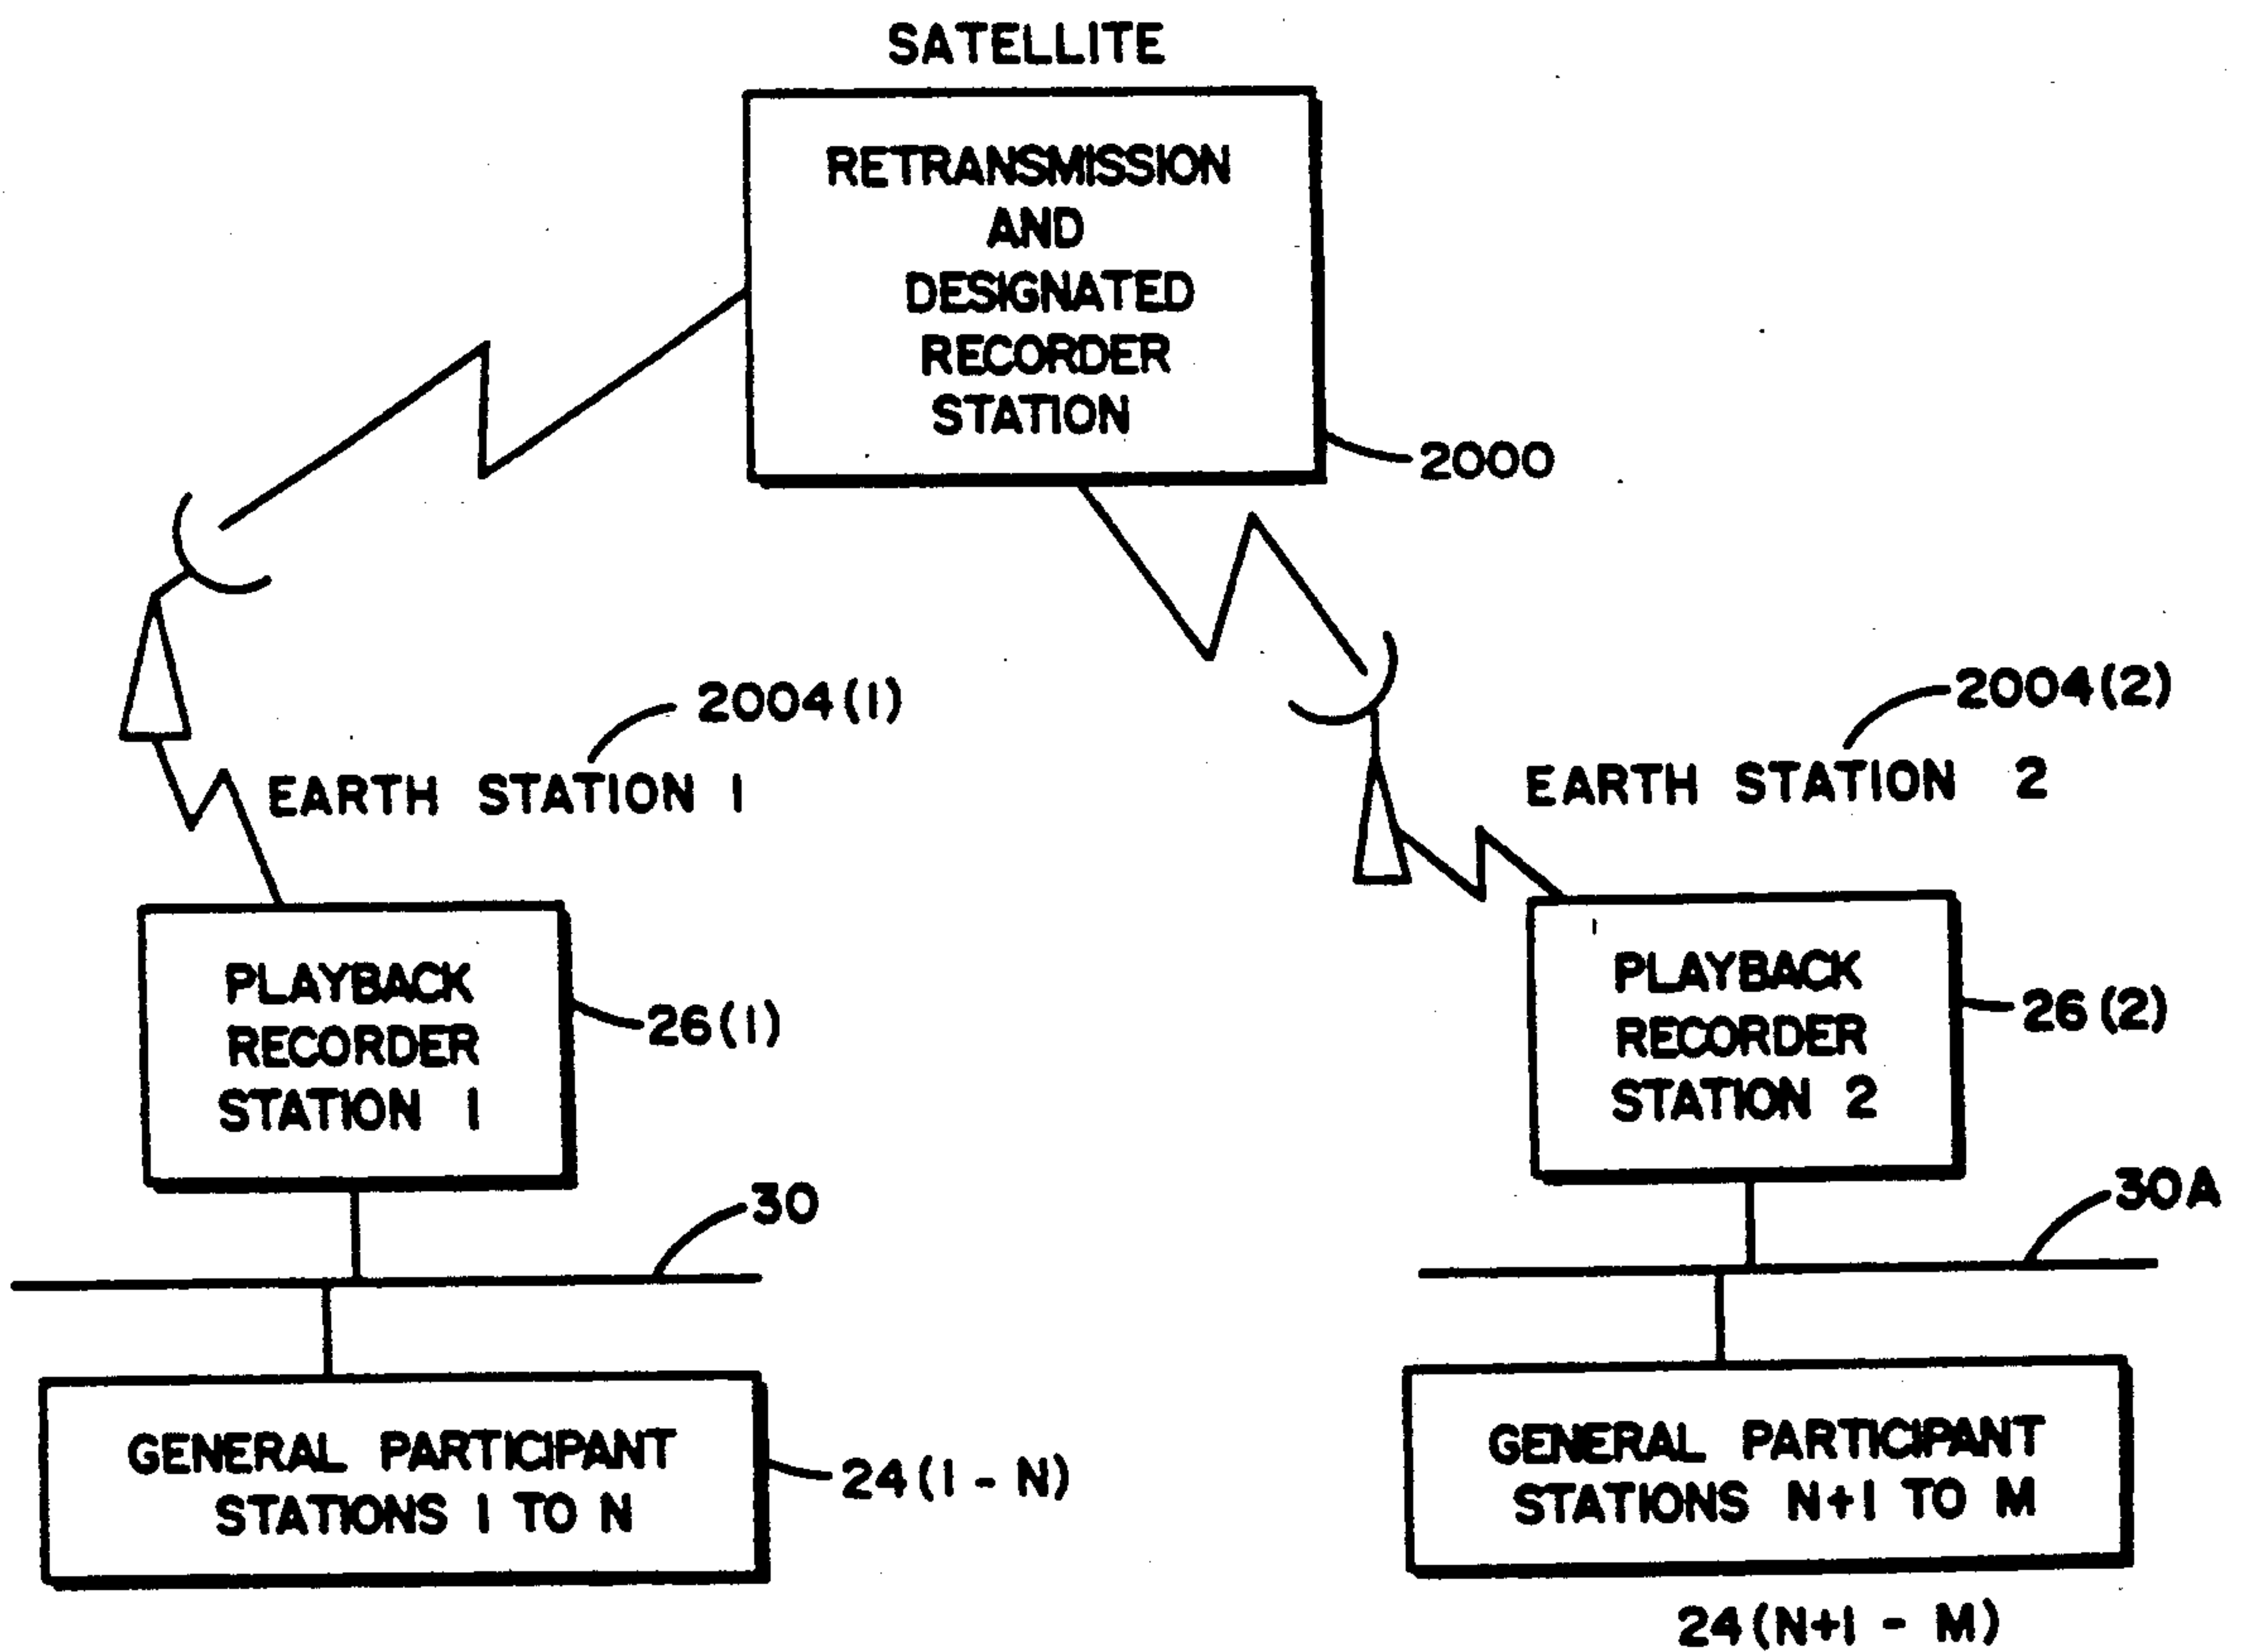 SATELLITE
RETRANSMISSION
AND
DESIGNATED
RECORDER
STATION
2000
2004(1)
EARTH STATION 1
2004(2)
EARTH STATION 2
PLAYBACK
RECORDER
STATION 1
26(1)
PLAYBACK
RECORDER
STATION 2
26(2)
30
30A
GENERAL PARTICIPANT
STATIONS 1 TO N
24(1 - N)
GENERAL PARTICIPANT
STATIONS N+1 TO M
24(N+1 - M)